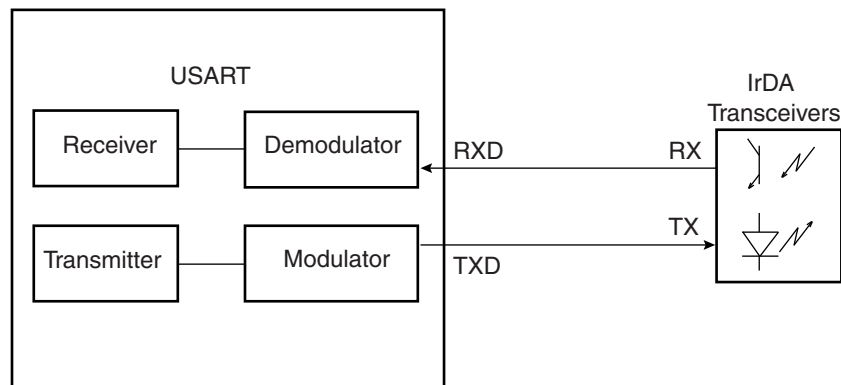 USART
IrDA
Transceivers
Receiver
Demodulator
RXD
RX
Transmitter
Modulator
TXD
TX